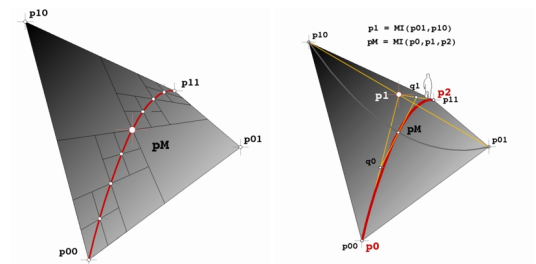 p10
p11
p01
pM
p00
p1 = MI(p01,p10)
pM = MI(p0,p1,p2)
p10
q1
p2
p1
p11
pM
p01
q0
p00 p0